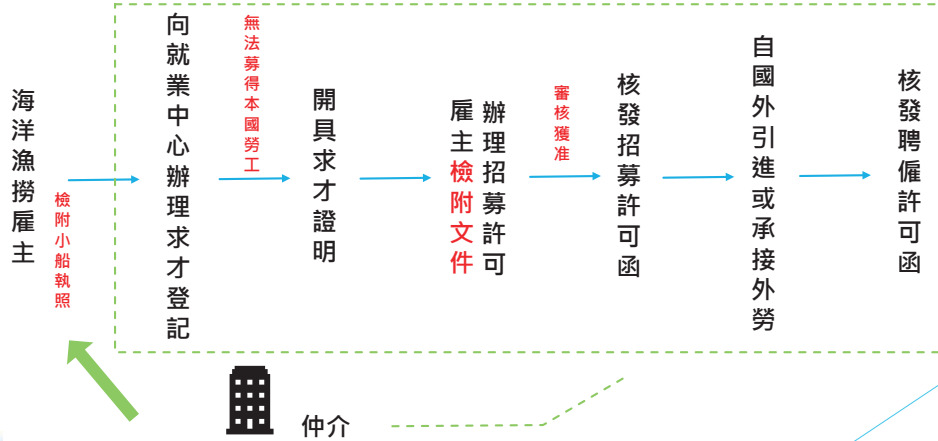 海洋漁撈雇主
檢附小船執照
向就業中心辦理求才登記
無法募得本國勞工
開具求才證明
雇主檢附文件
辦理招募許可
審核獲准
核發招募許可函
自國外引進或承接外勞
核發聘僱許可函
仲介